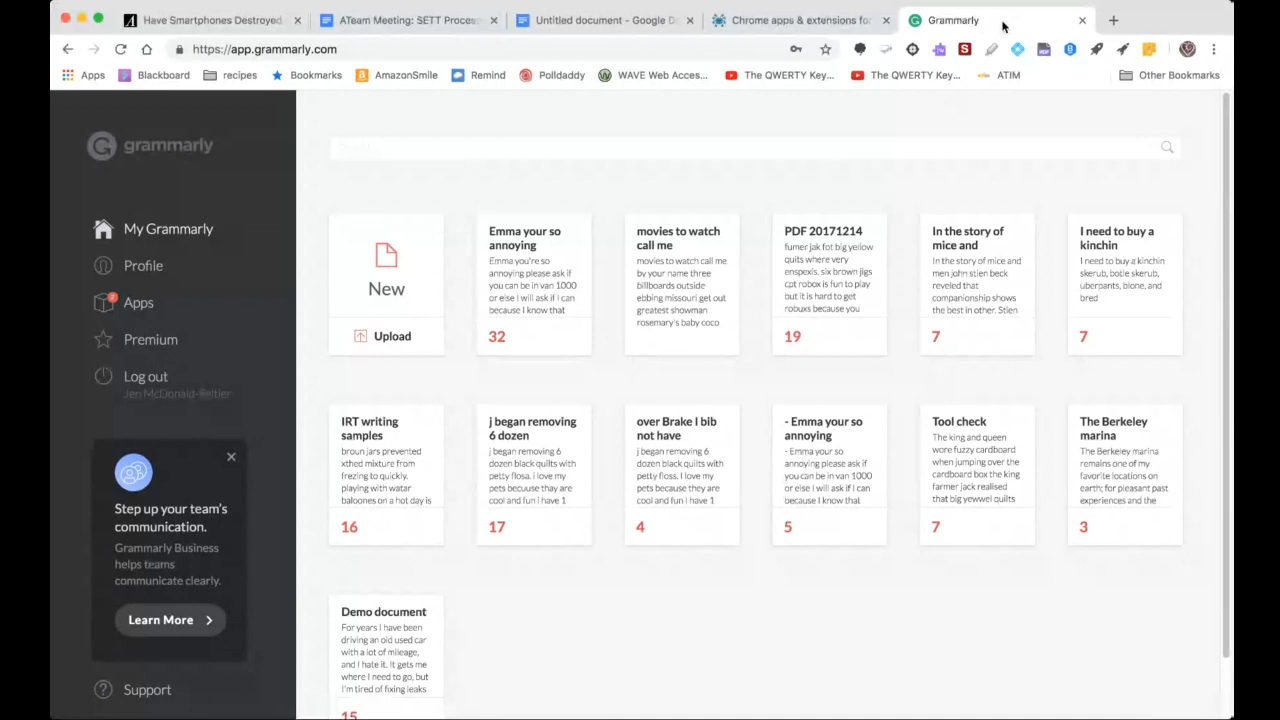 Have Smartphones Destroyed
ATeam Meeting: SETT Proces
Untitled document - Google D
Chrome apps & extensions for
Grammarly
https://app.grammarly.com
Apps
Blackboard
recipes
Bookmarks
AmazonSmile
Remind
Polldaddy
WAVE Web Acces...
The QWERTY Key...
The QWERTY Key...
ATIM
Other Bookmarks
grammarly
My Grammarly
Profile
Apps
Premium
Log out
Step up your team's
communication.
Grammarly Business
helps teams
communicate clearly.
Learn More
Support
New
Upload
Emma your so
annoying
Emma you're so
annoying please ask if
you can be in van 1000
or else i will ask if I can
because I know that
32
movies to watch
call me
movies to watch call me
by your name three
billboards outside
ebbing missouri get out
greatest showman
rosemary's baby coco
PDF 20171214
fumer jak fot big yellow
quits where very
enspexis. six brown jigs
cpt robox is fun to play
but it is hard to get
robuxs because you
19
In the story of
mice and
In the story of mice and
men john stien beck
reveled that
companionship shows
the best in other. Stien
7
I need to buy a
kinchin
I need to buy a kinchin
skerub, botle skerub,
uberpants, blone, and
bred
7
IRT writing
samples
broun jars prevented
xthed mixture from
frezing to quickly.
playing with watar
baloones on a hot day is
16
j began removing
6 dozen
j began removing 6
dozen black quilts with
petty flosa. i love my
pets becuuse they are
cool and fun i have 1
17
over Brake I bib
not have
j began removing 6
dozen black quilts with
petty flosa. i love my
pets becuuse they are
cool and fun i have 1
4
- Emma your so
annoying
- Emma your so
annoying please ask if
you can be in van 1000
or else i will ask if I can
because I know that
5
Tool check
The king and queen
wore fuzzy cardboard
when jumping over the
cardboard box the king
farmer jack realised
that big yewwel quilts
7
The Berkeley
marina
The Berkeley marina
remains one of my
favorite locations on
earth; for pleasant past
experiences and the
3
Demo document
For years I have been
driving an old used car
with a lot of mileage,
and I hate it. It gets me
where I need to go, but
I'm tired of fixing leaks
15